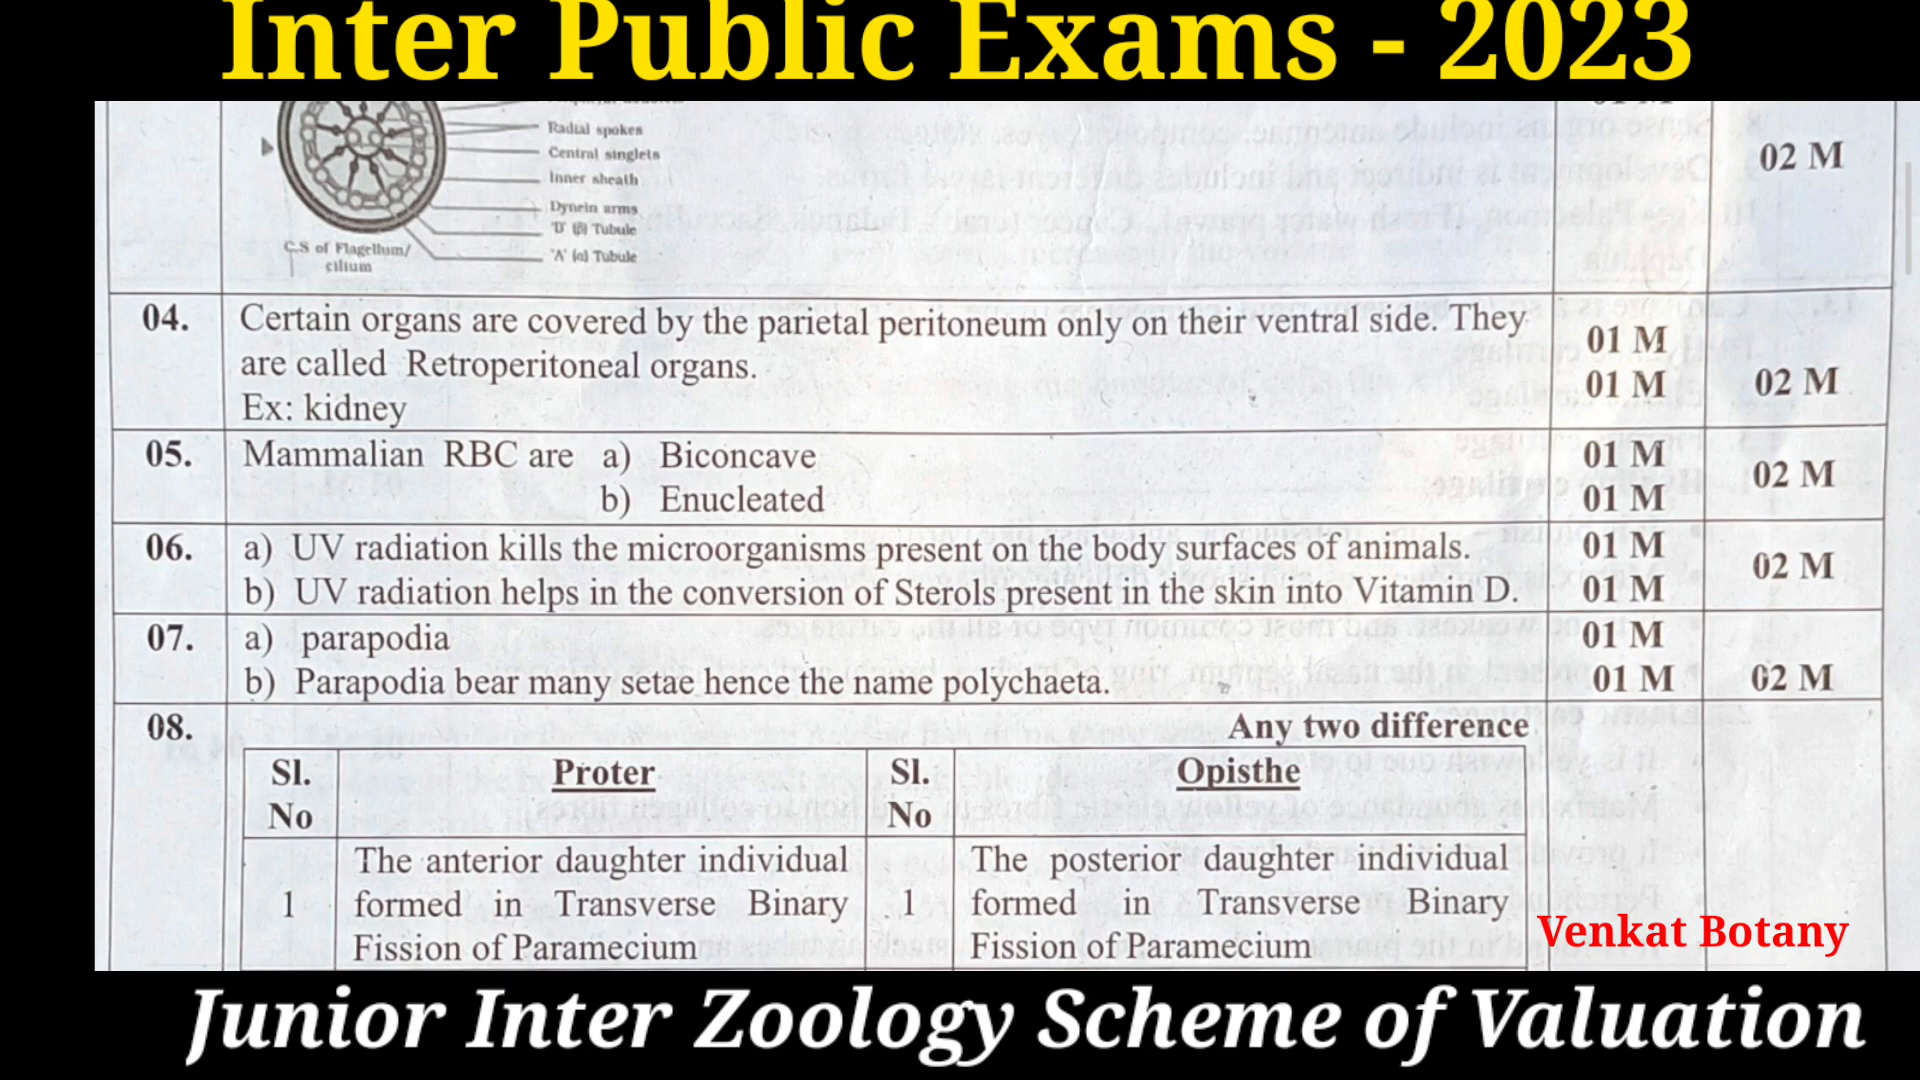 Inter Public Exams - 2023
Radial spokes
Central singlets
Inner sheath
Dynein arms
'B' (β) Tubule
'A' (α) Tubule
C.S of Flagellum/
cilium
02 M
04. Certain organs are covered by the parietal peritoneum only on their ventral side. They
are called Retroperitoneal organs.
Ex: kidney
01 M
01 M
02 M
05. Mammalian RBC are a) Biconcave
b) Enucleated
01 M
01 M
02 M
06. a) UV radiation kills the microorganisms present on the body surfaces of animals.
b) UV radiation helps in the conversion of Sterols present in the skin into Vitamin D.
01 M
01 M
02 M
07. a) parapodia
b) Parapodia bear many setae hence the name polychaeta.
01 M
01 M
02 M
08. Any two difference
Sl. No Proter Sl. No Opisthe
1 The anterior daughter individual
formed in Transverse Binary
Fission of Paramecium
1 The posterior daughter individual
formed in Transverse Binary
Fission of Paramecium
Venkat Botany
Junior Inter Zoology Scheme of Valuation